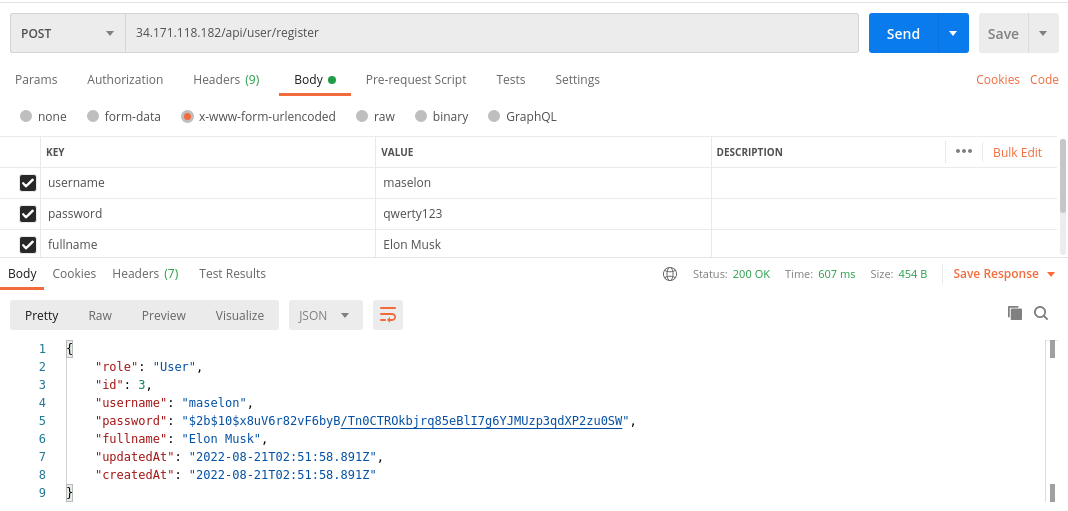 POST 34.171.118.182/api/user/register Send Save
Params Authorization Headers (9) Body Pre-request Script Tests Settings Cookies Code
none form-data x-www-form-urlencoded raw binary GraphQL
KEY VALUE DESCRIPTION ••• Bulk Edit
username maselon
password qwerty123
fullname Elon Musk
Body Cookies Headers (7) Test Results Status: 200 OK Time: 607 ms Size: 454 B Save Response
Pretty Raw Preview Visualize JSON
1 {
2 "role": "User",
3 "id": 3,
4 "username": "maselon",
5 "password": "$2b$10$x8uV6r82vF6byB/Tn0CTROkbjrq85eBlI7g6YJMUzp3qdXP2zu0SW",
6 "fullname": "Elon Musk",
7 "updatedAt": "2022-08-21T02:51:58.891Z",
8 "createdAt": "2022-08-21T02:51:58.891Z"
9 }